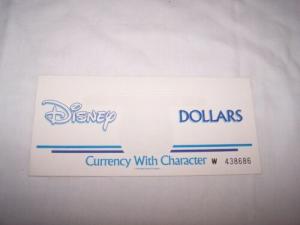 Disney DOLLARS
Currency With Character W 438686